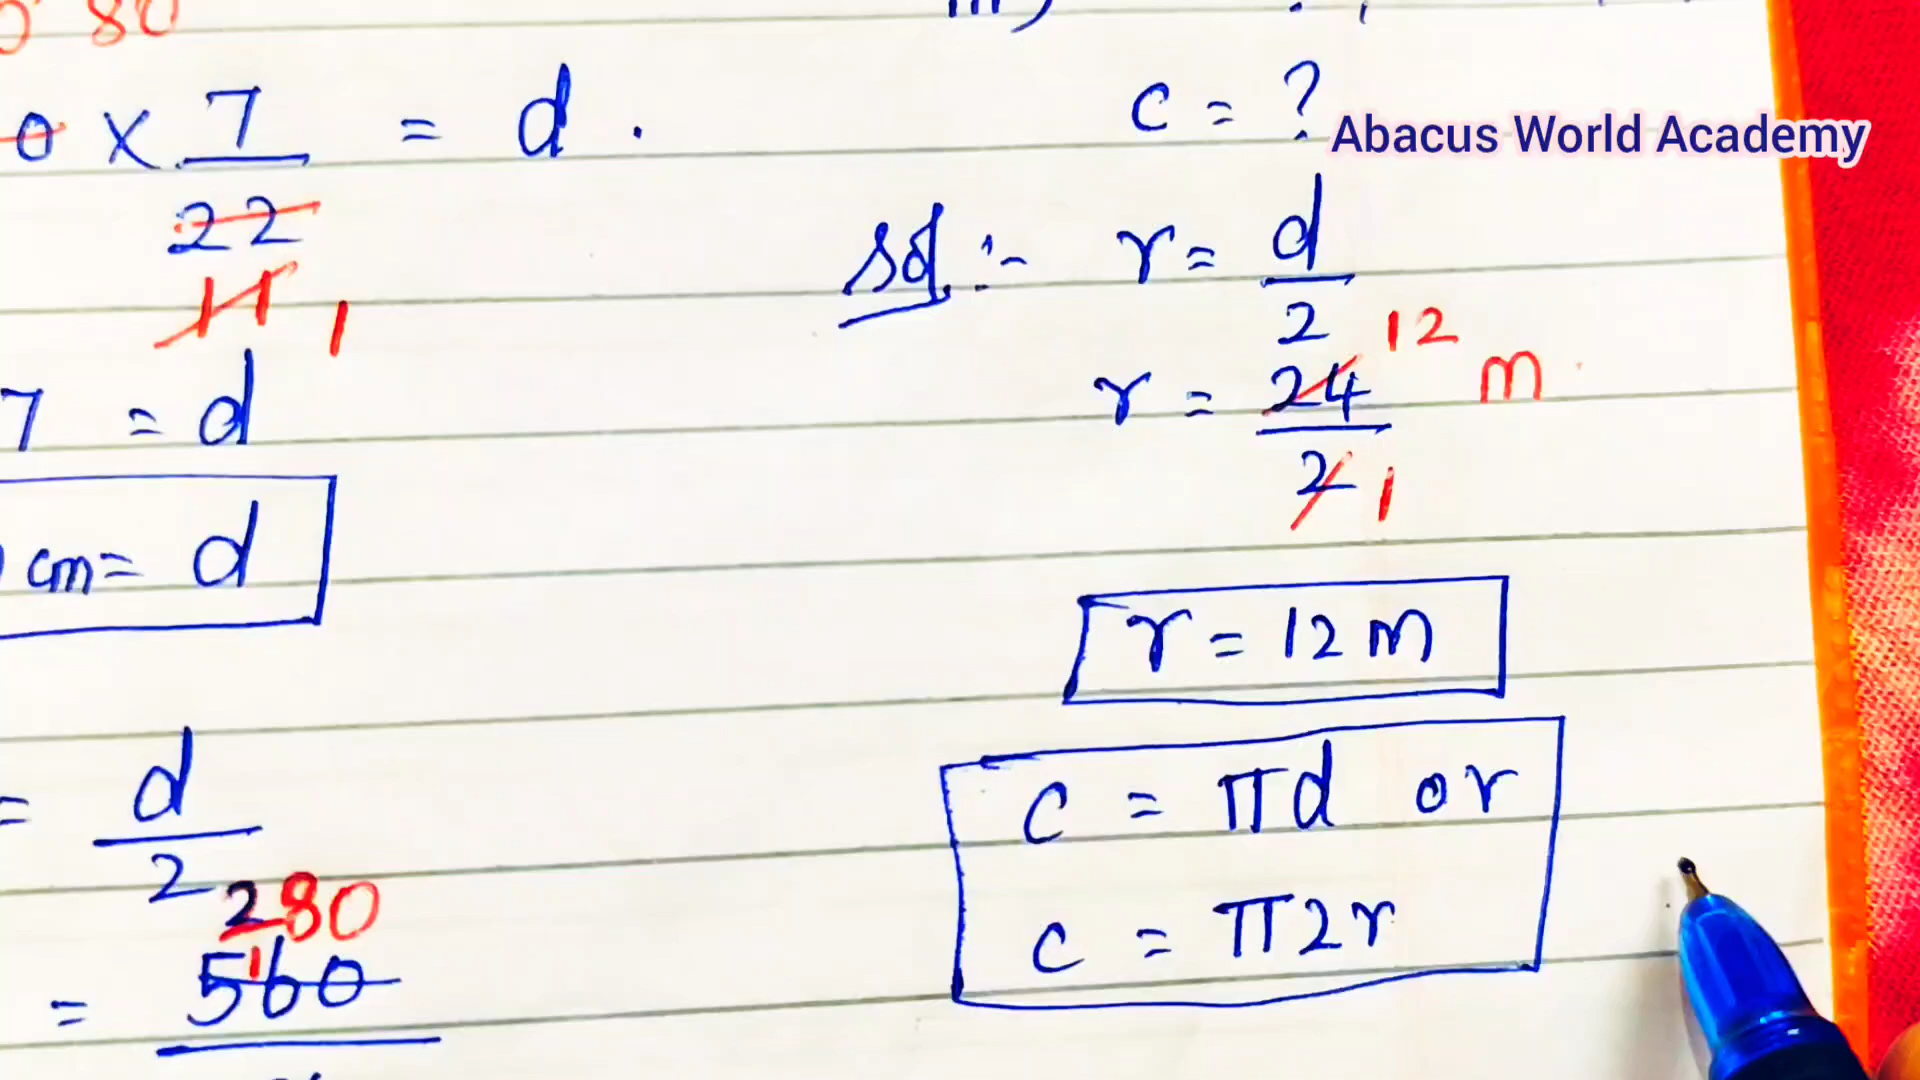 80
× 7 = d.
22
11 1
7 = d
cm = d
= d
2
280
= 560
c = ?
Abacus World Academy
Sol :- r = d
2
12
r = 24 m
2 1
r = 12 m
c = πd or
c = π2r